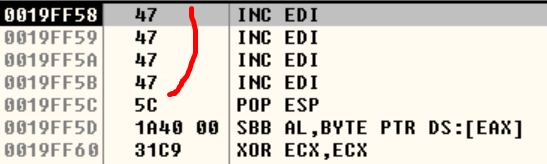 0019FF58 47 INC EDI
0019FF59 47 INC EDI
0019FF5A 47 INC EDI
0019FF5B 47 INC EDI
0019FF5C 5C POP ESP
0019FF5D 1A40 00 SBB AL,BYTE PTR DS:[EAX]
0019FF60 31C9 XOR ECX,ECX